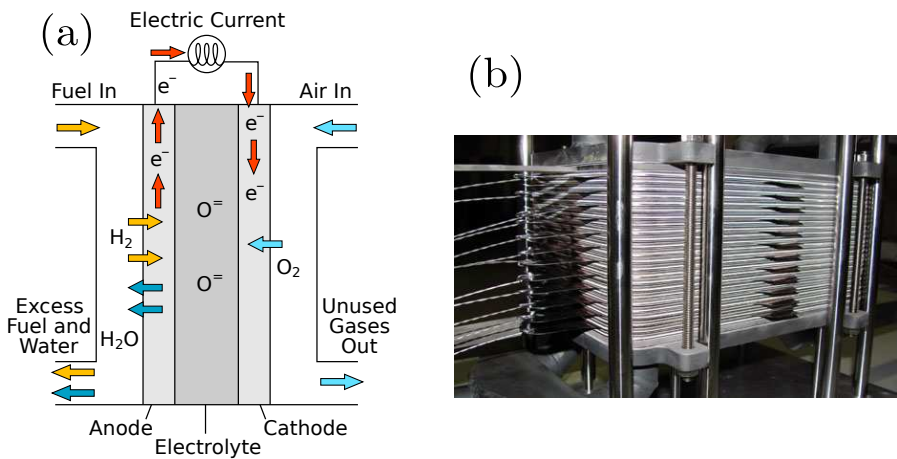 (a)
Electric Current
(b)
Fuel In
e⁻
Air In
e⁻
e⁻
e⁻
O⁼
H₂
O₂
O⁼
Excess
Fuel and
Water
H₂O
Unused
Gases
Out
Anode
Cathode
Electrolyte